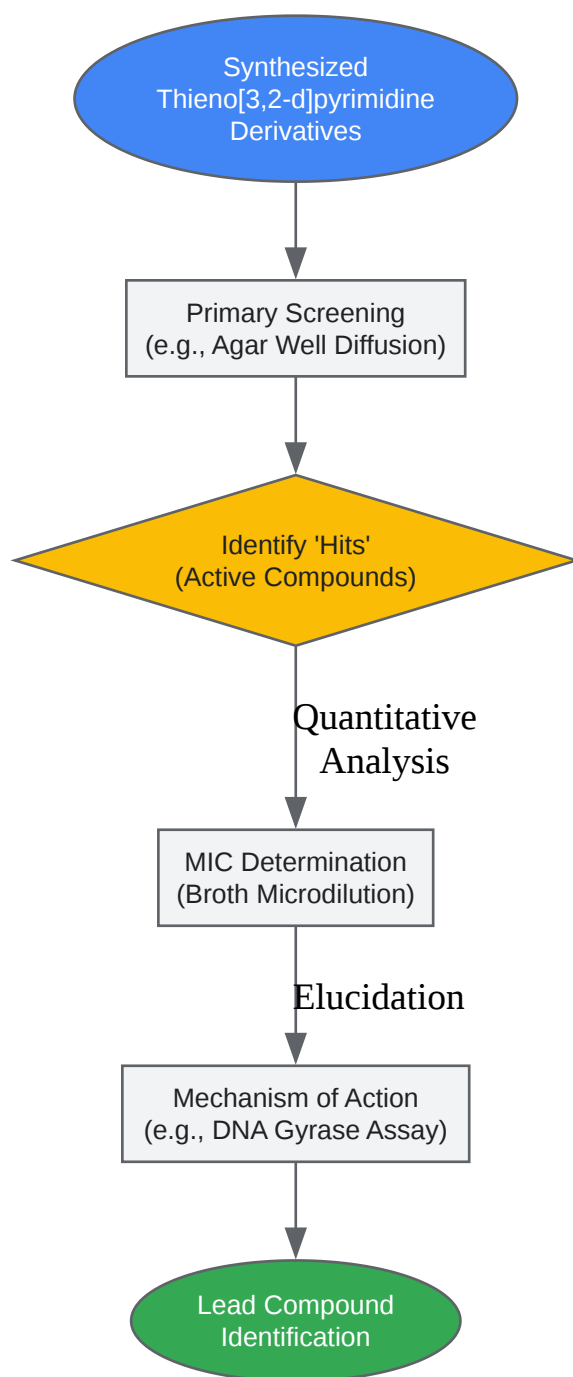 Synthesized
Thieno[3,2-d]pyrimidine
Derivatives
Primary Screening
(e.g., Agar Well Diffusion)
Identify 'Hits'
(Active Compounds)
Quantitative
Analysis
MIC Determination
(Broth Microdilution)
Elucidation
Mechanism of Action
(e.g., DNA Gyrase Assay)
Lead Compound
Identification